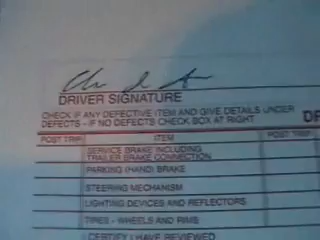 DRIVER SIGNATURE
CHECK IF ANY DEFECTIVE ITEM AND GIVE DETAILS UNDER
DEFECTS - IF NO DEFECTS CHECK BOX AT RIGHT
POST TRIP ITEM POST TRIP
SERVICE BRAKE INCLUDING
TRAILER BRAKE CONNECTION
PARKING (HAND) BRAKE
STEERING MECHANISM
LIGHTING DEVICES AND REFLECTORS
TIRES - WHEELS AND RIMS
I CERTIFY I HAVE REVIEWED